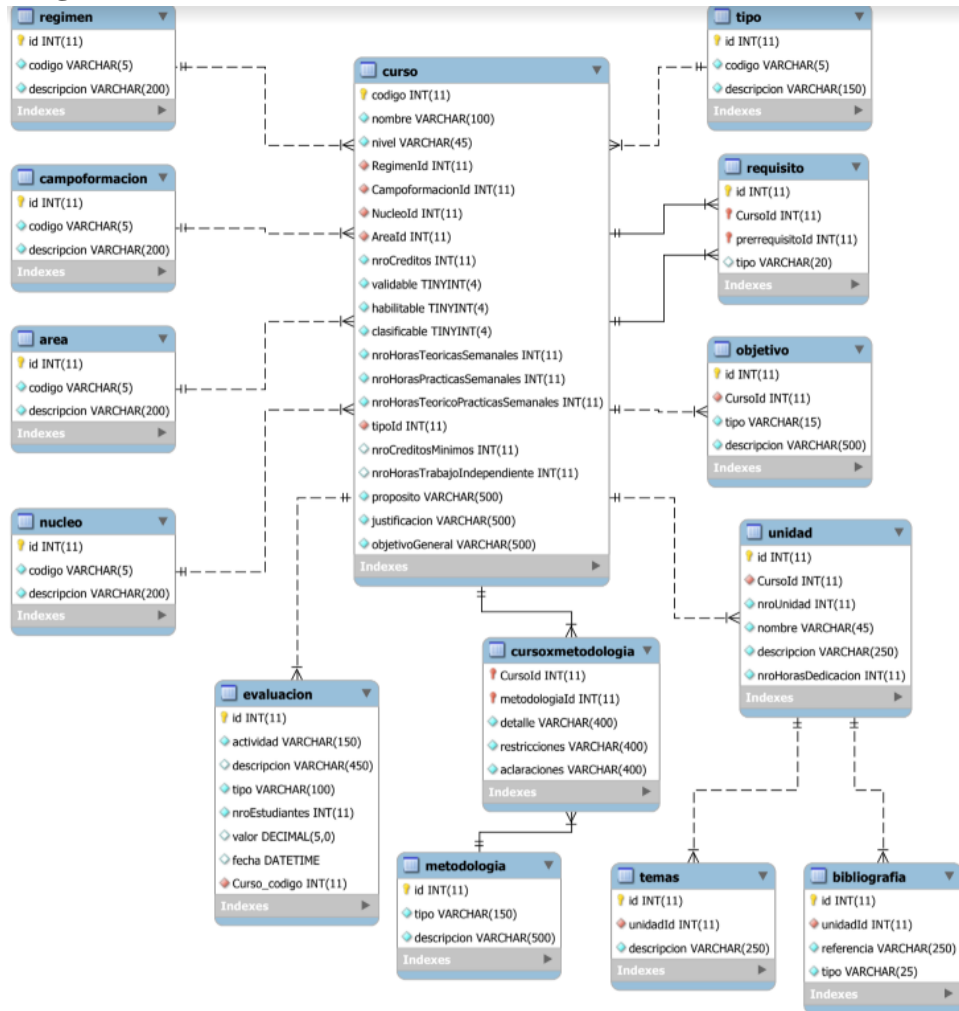 regimen
id INT(11)
codigo VARCHAR(5)
descripcion VARCHAR(200)
Indexes
campoformacion
id INT(11)
codigo VARCHAR(5)
descripcion VARCHAR(200)
Indexes
area
id INT(11)
codigo VARCHAR(5)
descripcion VARCHAR(200)
Indexes
nucleo
id INT(11)
codigo VARCHAR(5)
descripcion VARCHAR(200)
Indexes
curso
codigo INT(11)
nombre VARCHAR(100)
nivel VARCHAR(45)
RegimenId INT(11)
CampoformacionId INT(11)
NucleoId INT(11)
AreaId INT(11)
nroCreditos INT(11)
validable TINYINT(4)
habilitable TINYINT(4)
clasificable TINYINT(4)
nroHorasTeoricasSemanales INT(11)
nroHorasPracticasSemanales INT(11)
nroHorasTeoricoPracticasSemanales INT(11)
tipoId INT(11)
nroCreditosMinimos INT(11)
nroHorasTrabajoIndependiente INT(11)
proposito VARCHAR(500)
justificacion VARCHAR(500)
objetivoGeneral VARCHAR(500)
Indexes
tipo
id INT(11)
codigo VARCHAR(5)
descripcion VARCHAR(150)
Indexes
requisito
id INT(11)
CursoId INT(11)
prerrequisitoId INT(11)
tipo VARCHAR(20)
Indexes
objetivo
id INT(11)
CursoId INT(11)
tipo VARCHAR(15)
descripcion VARCHAR(500)
Indexes
unidad
id INT(11)
CursoId INT(11)
nroUnidad INT(11)
nombre VARCHAR(45)
descripcion VARCHAR(250)
nroHorasDedicacion INT(11)
Indexes
evaluacion
id INT(11)
actividad VARCHAR(150)
descripcion VARCHAR(450)
tipo VARCHAR(100)
nroEstudiantes INT(11)
valor DECIMAL(5,0)
fecha DATETIME
Curso_codigo INT(11)
Indexes
cursoxmetodologia
CursoId INT(11)
metodologiaId INT(11)
detalle VARCHAR(400)
restricciones VARCHAR(400)
aclaraciones VARCHAR(400)
Indexes
metodologia
id INT(11)
tipo VARCHAR(150)
descripcion VARCHAR(500)
Indexes
temas
id INT(11)
unidadId INT(11)
descripcion VARCHAR(250)
Indexes
bibliografia
id INT(11)
unidadId INT(11)
referencia VARCHAR(250)
tipo VARCHAR(25)
Indexes